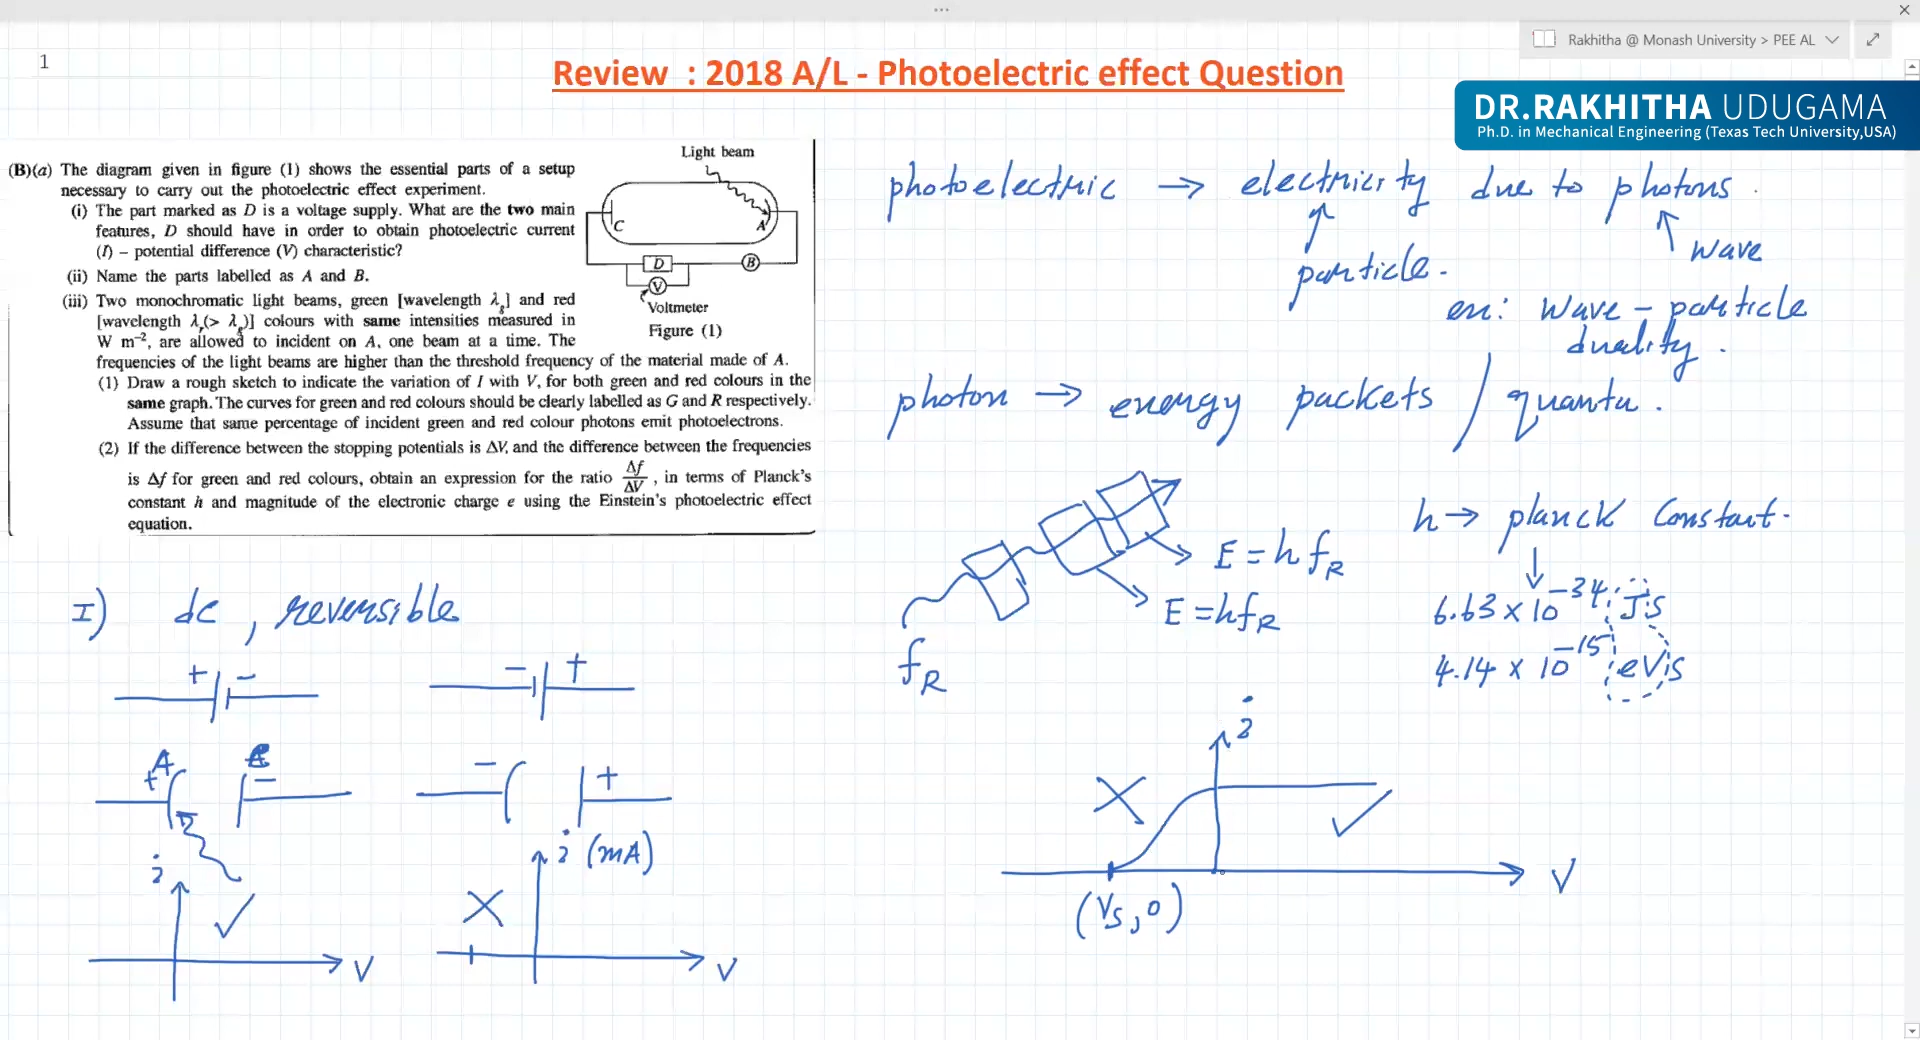 Rakhitha @ Monash University > PEE AL
1
Review : 2018 A/L - Photoelectric effect Question
DR.RAKHITHA UDUGAMA
Ph.D. in Mechanical Engineering (Texas Tech University,USA)
(B)(a) The diagram given in figure (1) shows the essential parts of a setup
necessary to carry out the photoelectric effect experiment.
(i) The part marked as D is a voltage supply. What are the two main
features, D should have in order to obtain photoelectric current
(I) – potential difference (V) characteristic?
(ii) Name the parts labelled as A and B.
(iii) Two monochromatic light beams, green [wavelength λg] and red
[wavelength λr(> λg)] colours with same intensities measured in
W m⁻², are allowed to incident on A, one beam at a time. The
frequencies of the light beams are higher than the threshold frequency of the material made of A.
(1) Draw a rough sketch to indicate the variation of I with V, for both green and red colours in the
same graph. The curves for green and red colours should be clearly labelled as G and R respectively.
Assume that same percentage of incident green and red colour photons emit photoelectrons.
(2) If the difference between the stopping potentials is ΔV, and the difference between the frequencies
is Δf for green and red colours, obtain an expression for the ratio Δf/ΔV, in terms of Planck's
constant h and magnitude of the electronic charge e using the Einstein's photoelectric effect
equation.
Light beam
C
A
D
B
V
Voltmeter
Figure (1)
photoelectric → electricity due to photons.
particle.
wave
en: wave – particle
duality.
photon → energy packets / quanta.
E = h fR
E = hfR
fR
h → planck constant.
6.63 × 10⁻³⁴ Js
4.14 × 10⁻¹⁵ eVs
I) dc, reversible
+ -
- +
+ A
-
- +
i
V
i (mA)
V
i
V
(Vs, 0)